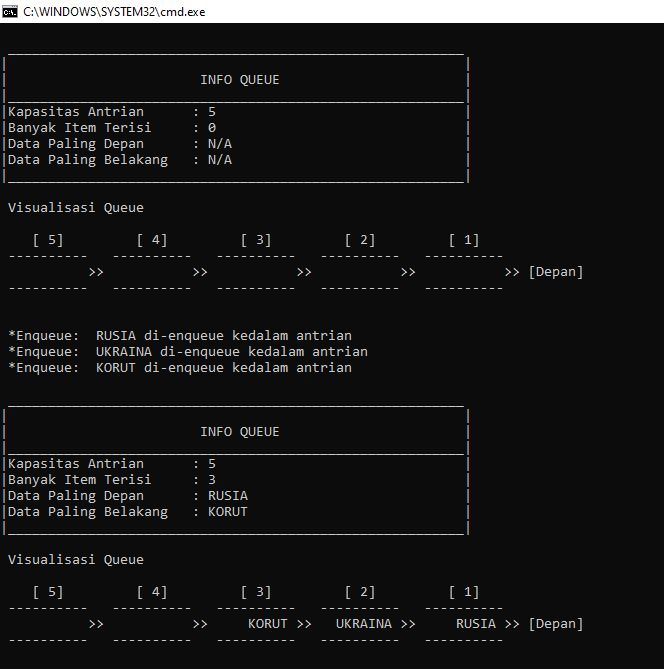 C:\WINDOWS\SYSTEM32\cmd.exe
INFO QUEUE
Kapasitas Antrian : 5
Banyak Item Terisi : 0
Data Paling Depan : N/A
Data Paling Belakang : N/A
Visualisasi Queue
[ 5] [ 4] [ 3] [ 2] [ 1]
---------- ---------- ---------- ---------- ----------
>> >> >> >> >> [Depan]
---------- ---------- ---------- ---------- ----------
*Enqueue: RUSIA di-enqueue kedalam antrian
*Enqueue: UKRAINA di-enqueue kedalam antrian
*Enqueue: KORUT di-enqueue kedalam antrian
INFO QUEUE
Kapasitas Antrian : 5
Banyak Item Terisi : 3
Data Paling Depan : RUSIA
Data Paling Belakang : KORUT
Visualisasi Queue
[ 5] [ 4] [ 3] [ 2] [ 1]
---------- ---------- ---------- ---------- ----------
>> >> KORUT >> UKRAINA >> RUSIA >> [Depan]
---------- ---------- ---------- ---------- ----------